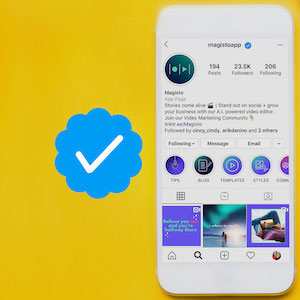 magistoapp
194
23.5K
206
Posts
Followers
Following
Magisto
App Page
Stories come alive 🎬 | Stand out on social + grow
your business with our A.I. powered video editor.
Join our Video Marketing Community 👇🏻
linktr.ee/Magisto
Followed by cincy_cindy, arikdanino and 2 others
Following
Message
Email
TIPS
BLOG
TEMPLATES
STYLES
Believe you
and you're
halfway there